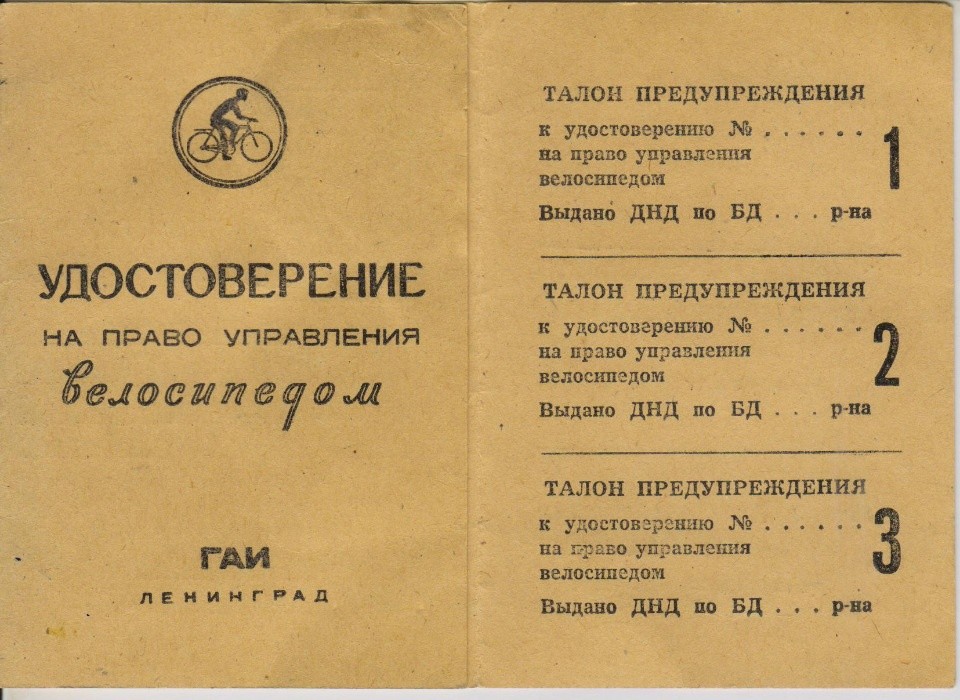 УДОСТОВЕРЕНИЕ
НА ПРАВО УПРАВЛЕНИЯ
велосипедом
ГАИ
ЛЕНИНГРАД
ТАЛОН ПРЕДУПРЕЖДЕНИЯ
к удостоверению № . . . . . .
на право управления
велосипедом
Выдано ДНД по БД . . . р-на
1
ТАЛОН ПРЕДУПРЕЖДЕНИЯ
к удостоверению № . . . . . .
на право управления
велосипедом
Выдано ДНД по БД . . . р-на
2
ТАЛОН ПРЕДУПРЕЖДЕНИЯ
к удостоверению № . . . . . .
на право управления
велосипедом
Выдано ДНД по БД . . . р-на
3